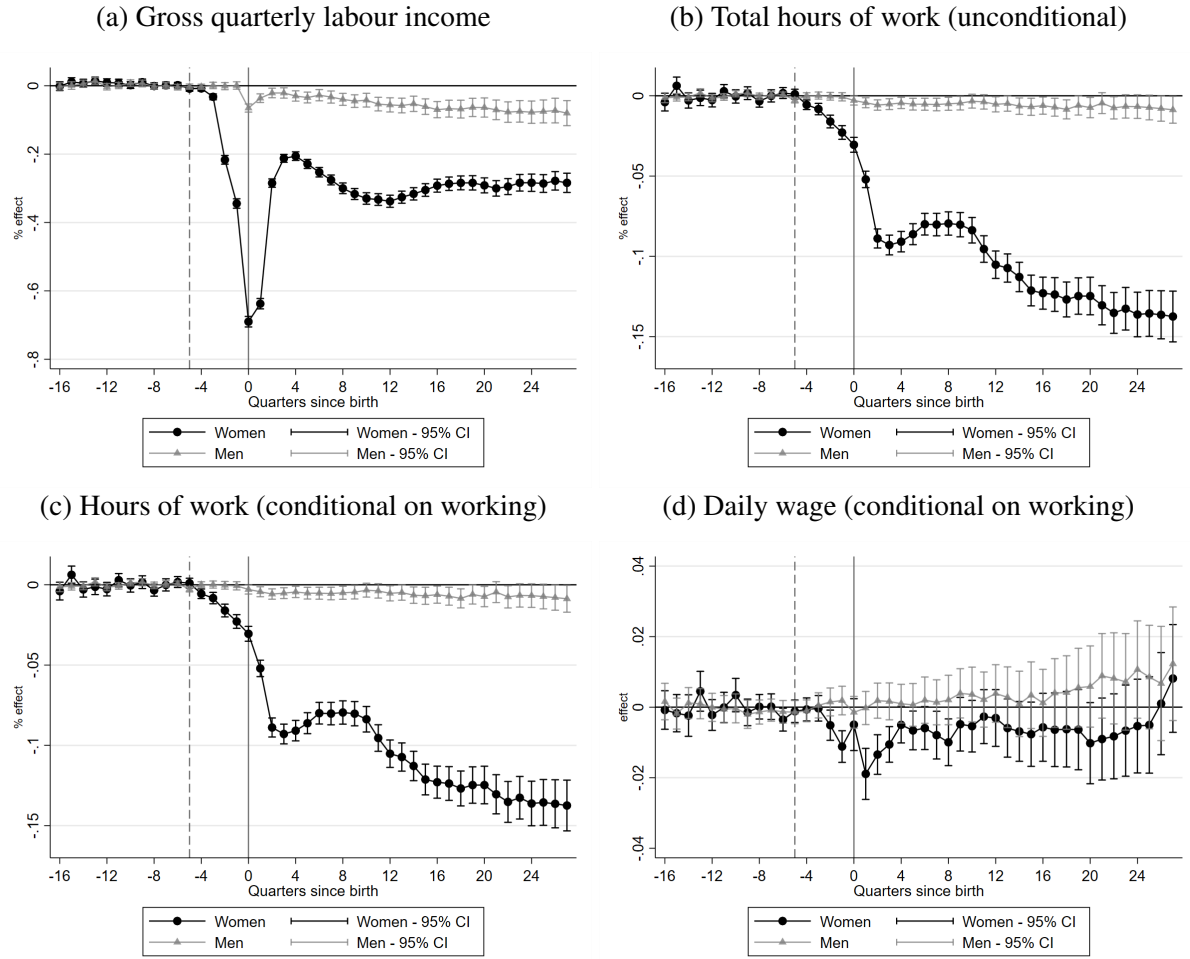 (a) Gross quarterly labour income
(b) Total hours of work (unconditional)
% effect
0
-.2
-.4
-.6
-.8
-16 -12 -8 -4 0 4 8 12 16 20 24
Quarters since birth
Women
Women - 95% CI
Men
Men - 95% CI
% effect
0
-.05
-.1
-.15
-16 -12 -8 -4 0 4 8 12 16 20 24
Quarters since birth
Women
Women - 95% CI
Men
Men - 95% CI
(c) Hours of work (conditional on working)
(d) Daily wage (conditional on working)
% effect
0
-.05
-.1
-.15
-16 -12 -8 -4 0 4 8 12 16 20 24
Quarters since birth
Women
Women - 95% CI
Men
Men - 95% CI
effect
.04
.02
0
-.02
-.04
-16 -12 -8 -4 0 4 8 12 16 20 24
Quarters since birth
Women
Women - 95% CI
Men
Men - 95% CI